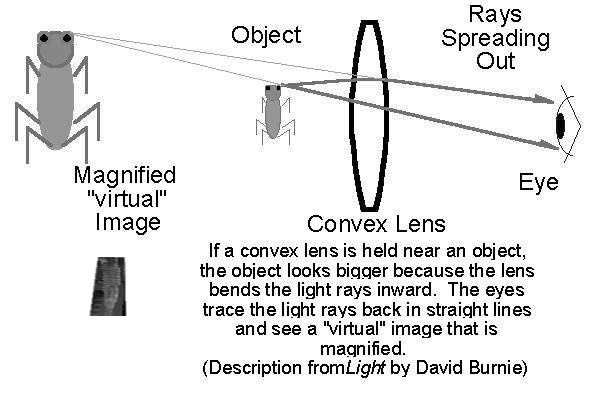 Object
Rays
Spreading
Out
Magnified
"virtual"
Image
Eye
Convex Lens
If a convex lens is held near an object,
the object looks bigger because the lens
bends the light rays inward.  The eyes
trace the light rays back in straight lines
and see a "virtual" image that is
magnified.
(Description fromLight by David Burnie)